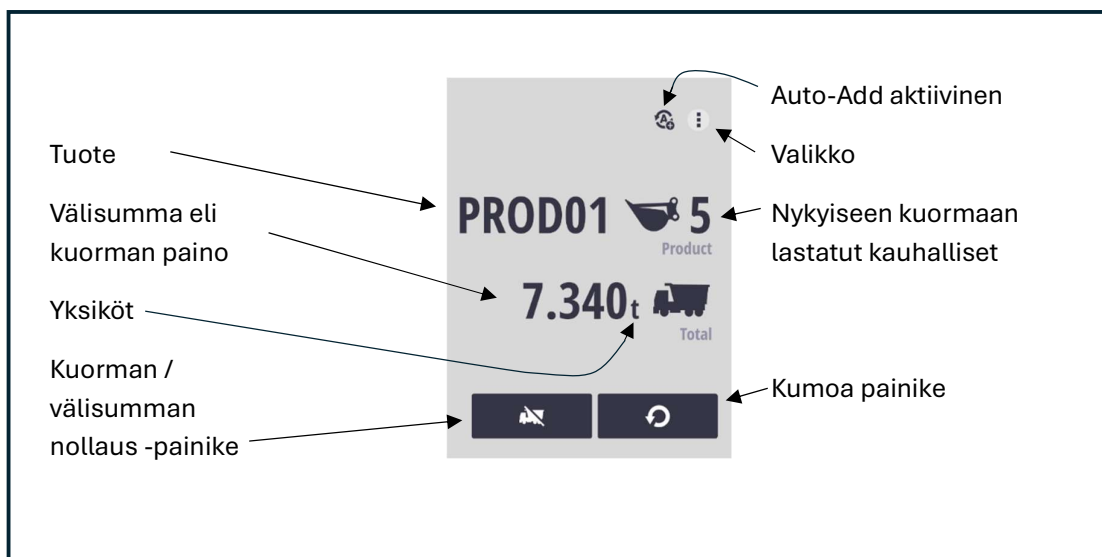 Auto-Add aktiivinen
Valikko
Tuote
Välisumma eli
kuorman paino
Yksiköt
Kuorman /
välisumman
nollaus -painike
PROD01 5
Product
7.340t
Total
Nykyiseen kuormaan
lastatut kauhalliset
Kumoa painike